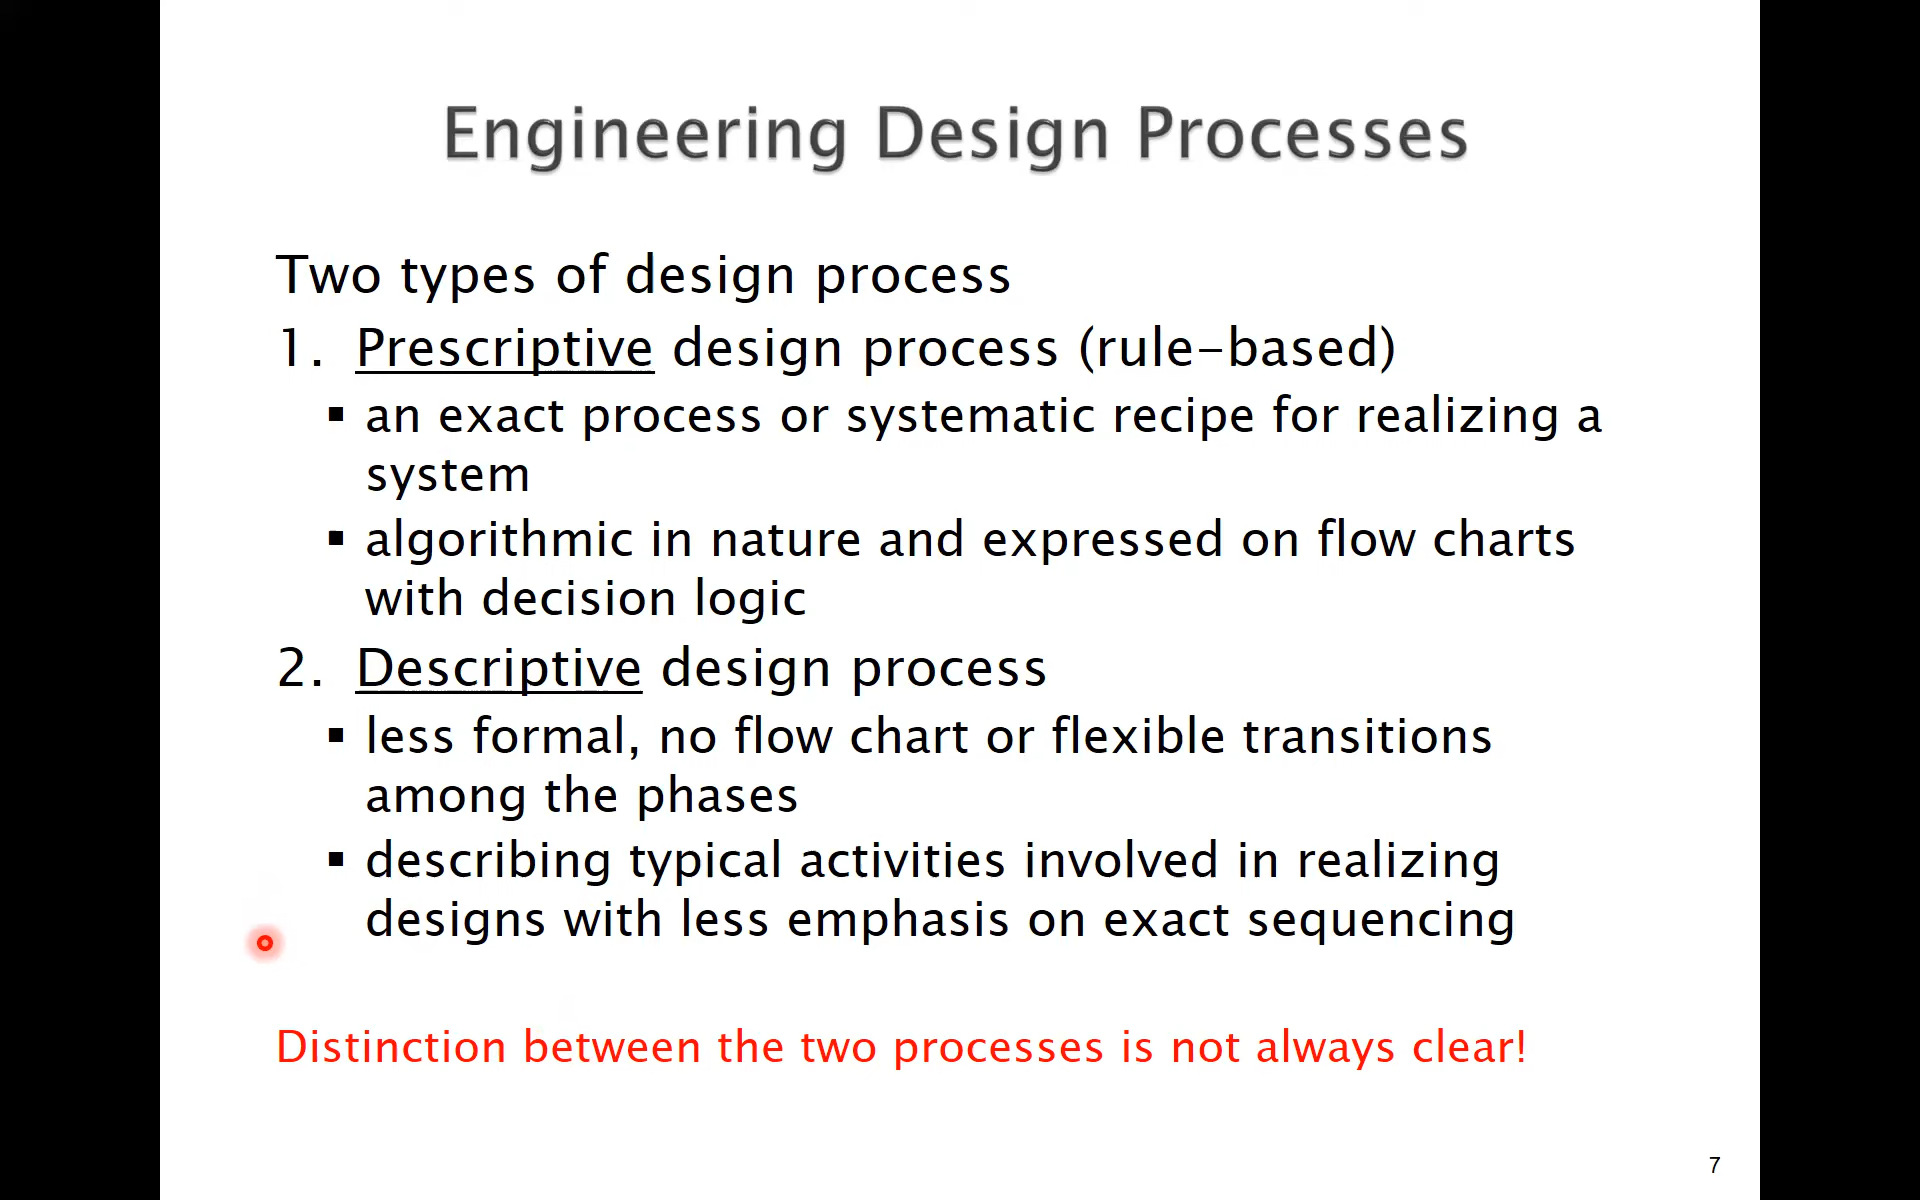 Engineering Design Processes
Two types of design process
1. Prescriptive design process (rule-based)
▪ an exact process or systematic recipe for realizing a
system
▪ algorithmic in nature and expressed on flow charts
with decision logic
2. Descriptive design process
▪ less formal, no flow chart or flexible transitions
among the phases
▪ describing typical activities involved in realizing
designs with less emphasis on exact sequencing
Distinction between the two processes is not always clear!
7